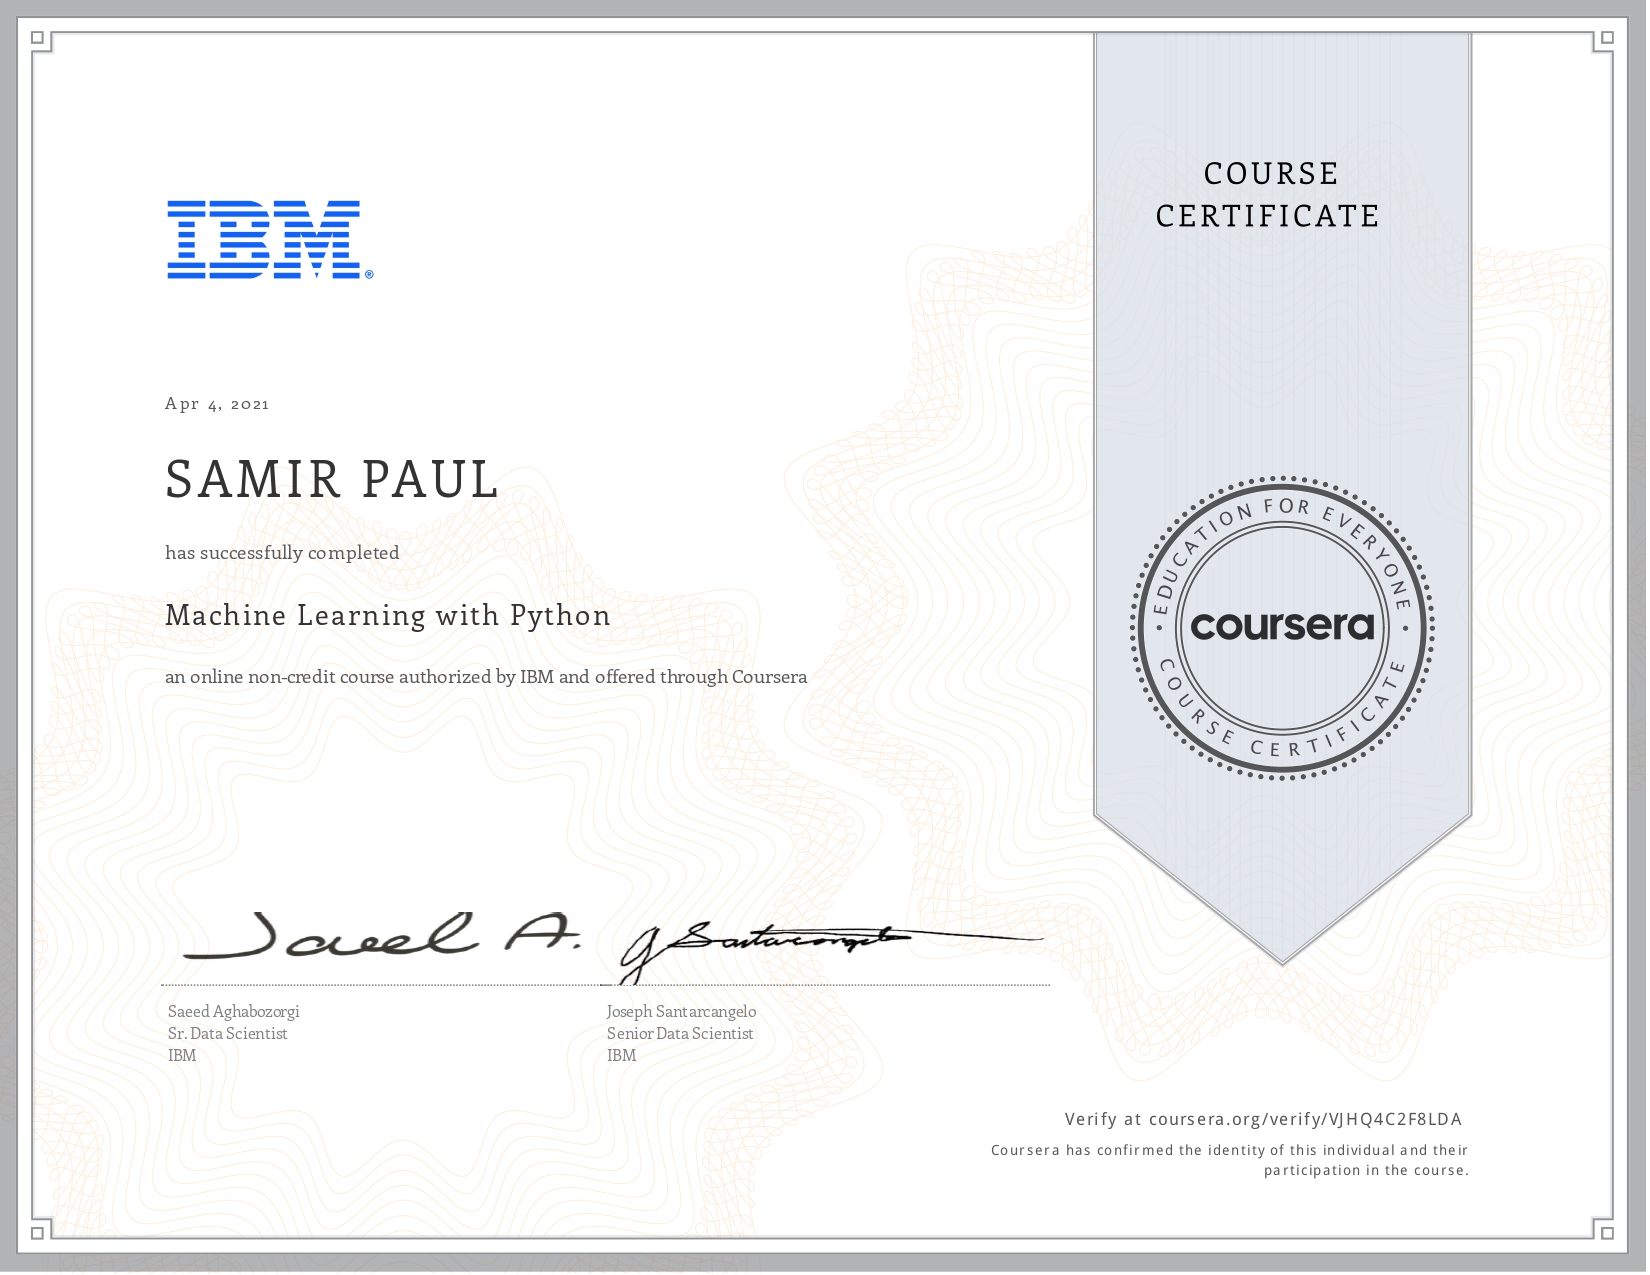 IBM®
COURSE
CERTIFICATE
Apr 4, 2021
SAMIR PAUL
has successfully completed
Machine Learning with Python
an online non-credit course authorized by IBM and offered through Coursera
EDUCATION FOR EVERYONE
coursera
COURSE CERTIFICATE
Saeed A.
J Santarcangelo
Saeed Aghabozorgi
Sr. Data Scientist
IBM
Joseph Santarcangelo
Senior Data Scientist
IBM
Verify at coursera.org/verify/VJHQ4C2F8LDA
Coursera has confirmed the identity of this individual and their
participation in the course.